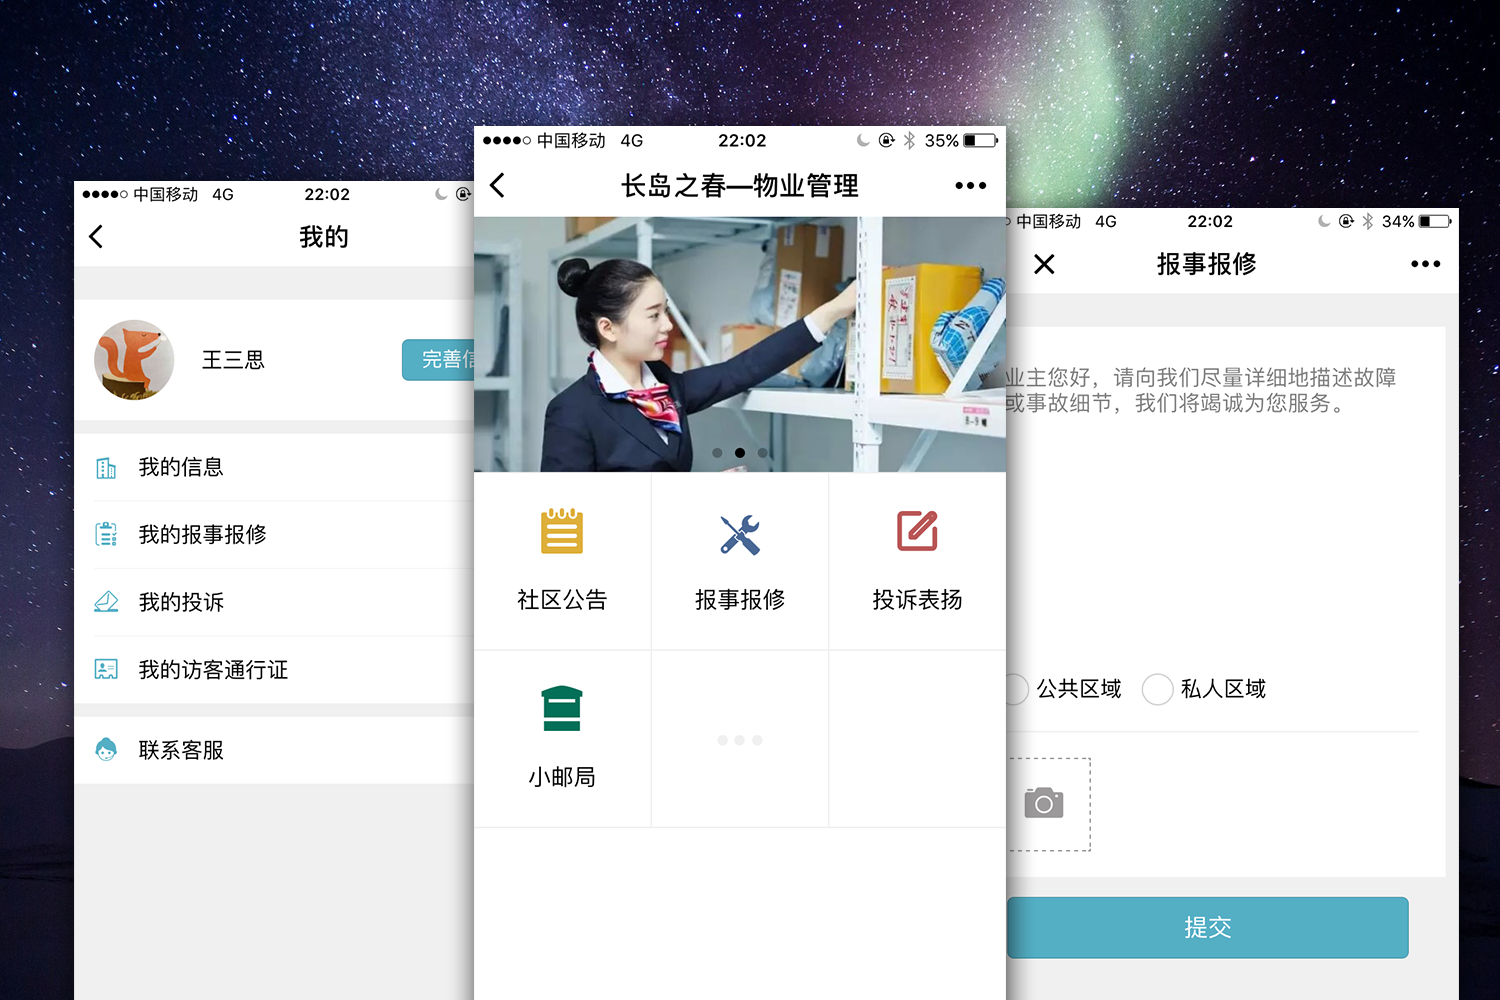 中国移动 4G 22:02
我的
王三思
完善信
我的信息
我的报事报修
我的投诉
我的访客通行证
联系客服
中国移动 4G 22:02 35%
长岛之春—物业管理
社区公告
报事报修
投诉表扬
小邮局
中国移动 4G 22:02 34%
报事报修
业主您好，请向我们尽量详细地描述故障
或事故细节，我们将竭诚为您服务。
公共区域
私人区域
提交